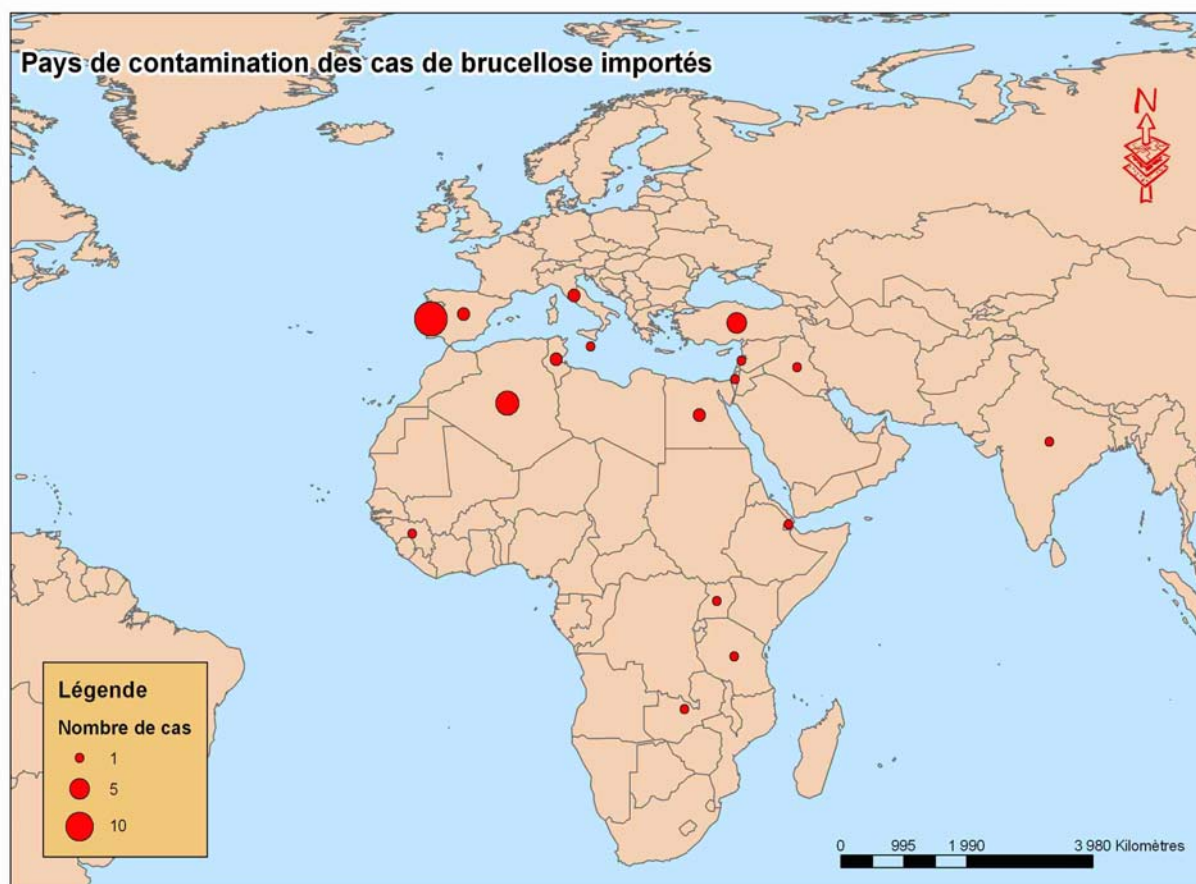 Pays de contamination des cas de brucellose importés
N
Légende
Nombre de cas
1
5
10
0 995 1 990 3 980 Kilomètres